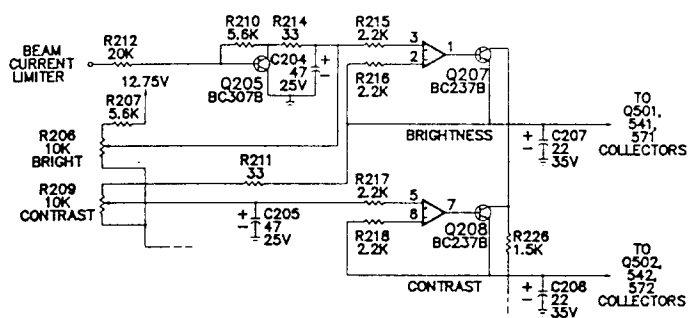 R210
5.6K
R214
33
R215
2.2K
R212
20K
BEAM
CURRENT
LIMITER
C204
47
25V
+
−
3
2
1
Q207
BC237B
Q205
BC307B
R216
2.2K
12.75V
R207
5.6K
R206
10K
BRIGHT
BRIGHTNESS
+
−
C207
22
35V
TO
Q501,
541,
571
COLLECTORS
R211
33
R209
10K
CONTRAST
R217
2.2K
5
6
7
+
−
C205
47
25V
R218
2.2K
Q208
BC237B
R226
1.5K
CONTRAST
+
−
C208
22
35V
TO
Q502,
542,
572
COLLECTORS